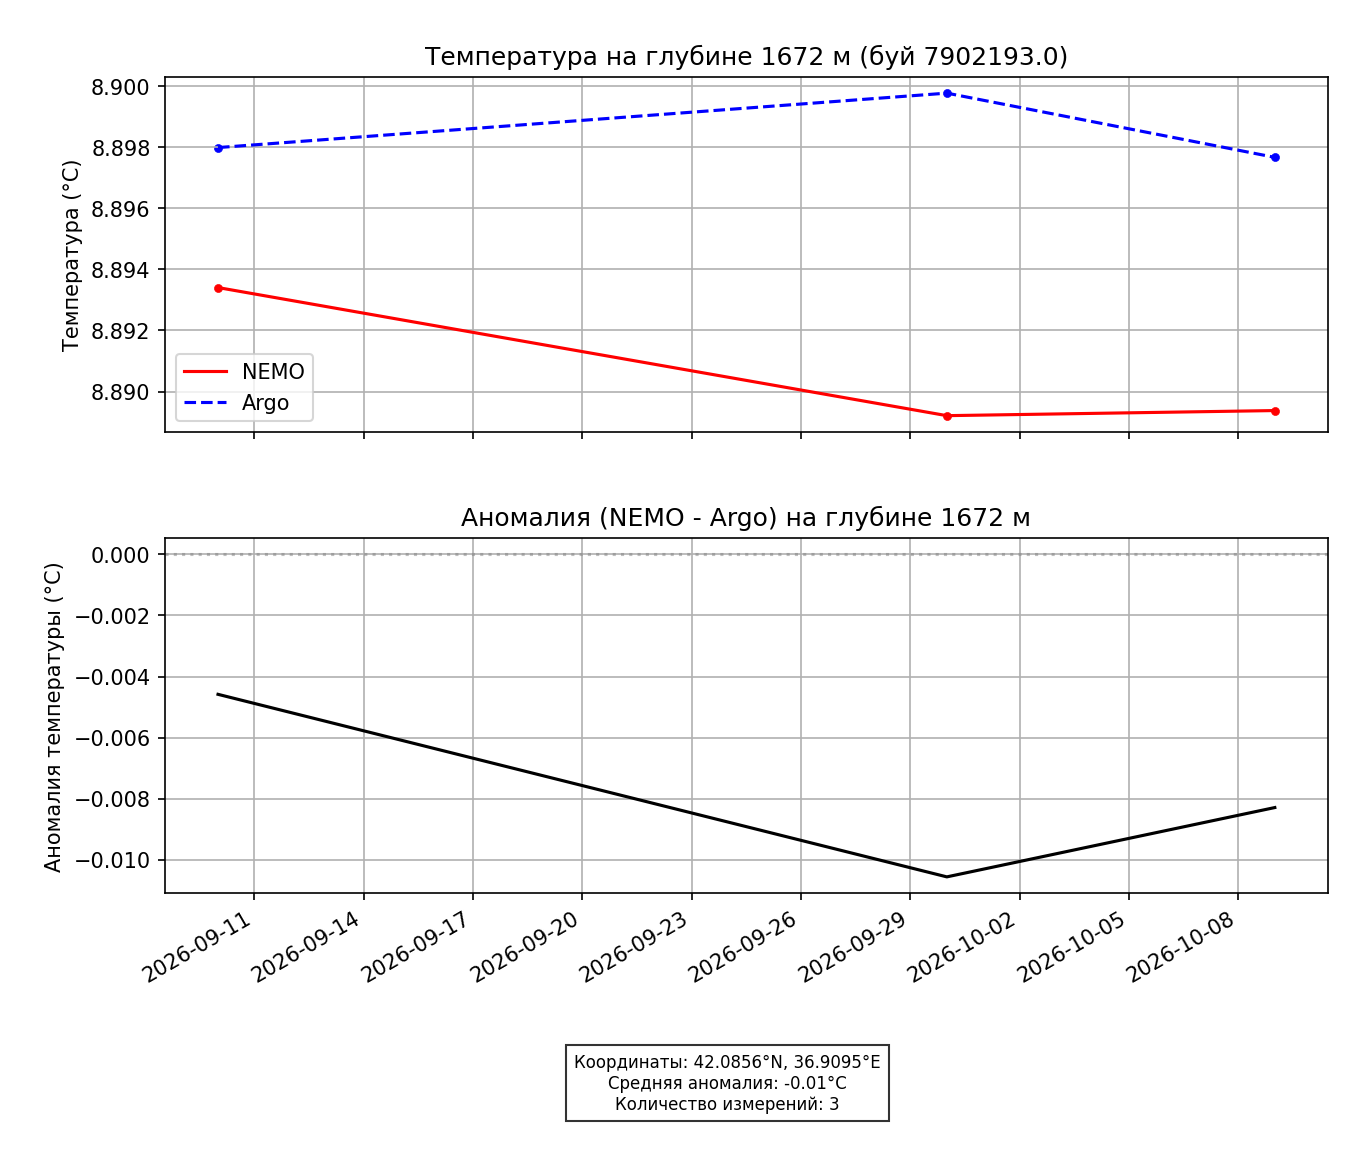 Температура на глубине 1672 м (буй 7902193.0)
Температура (°C)
8.900
8.898
8.896
8.894
8.892
8.890
NEMO
Argo
Аномалия (NEMO - Argo) на глубине 1672 м
Аномалия температуры (°C)
0.000
−0.002
−0.004
−0.006
−0.008
−0.010
2026-09-11
2026-09-14
2026-09-17
2026-09-20
2026-09-23
2026-09-26
2026-09-29
2026-10-02
2026-10-05
2026-10-08
Координаты: 42.0856°N, 36.9095°E
Средняя аномалия: -0.01°C
Количество измерений: 3